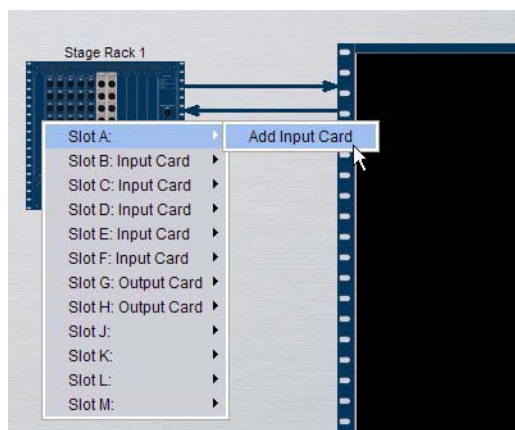 Stage Rack 1
Slot A:
Add Input Card
Slot B: Input Card
Slot C: Input Card
Slot D: Input Card
Slot E: Input Card
Slot F: Input Card
Slot G: Output Card
Slot H: Output Card
Slot J:
Slot K:
Slot L:
Slot M: